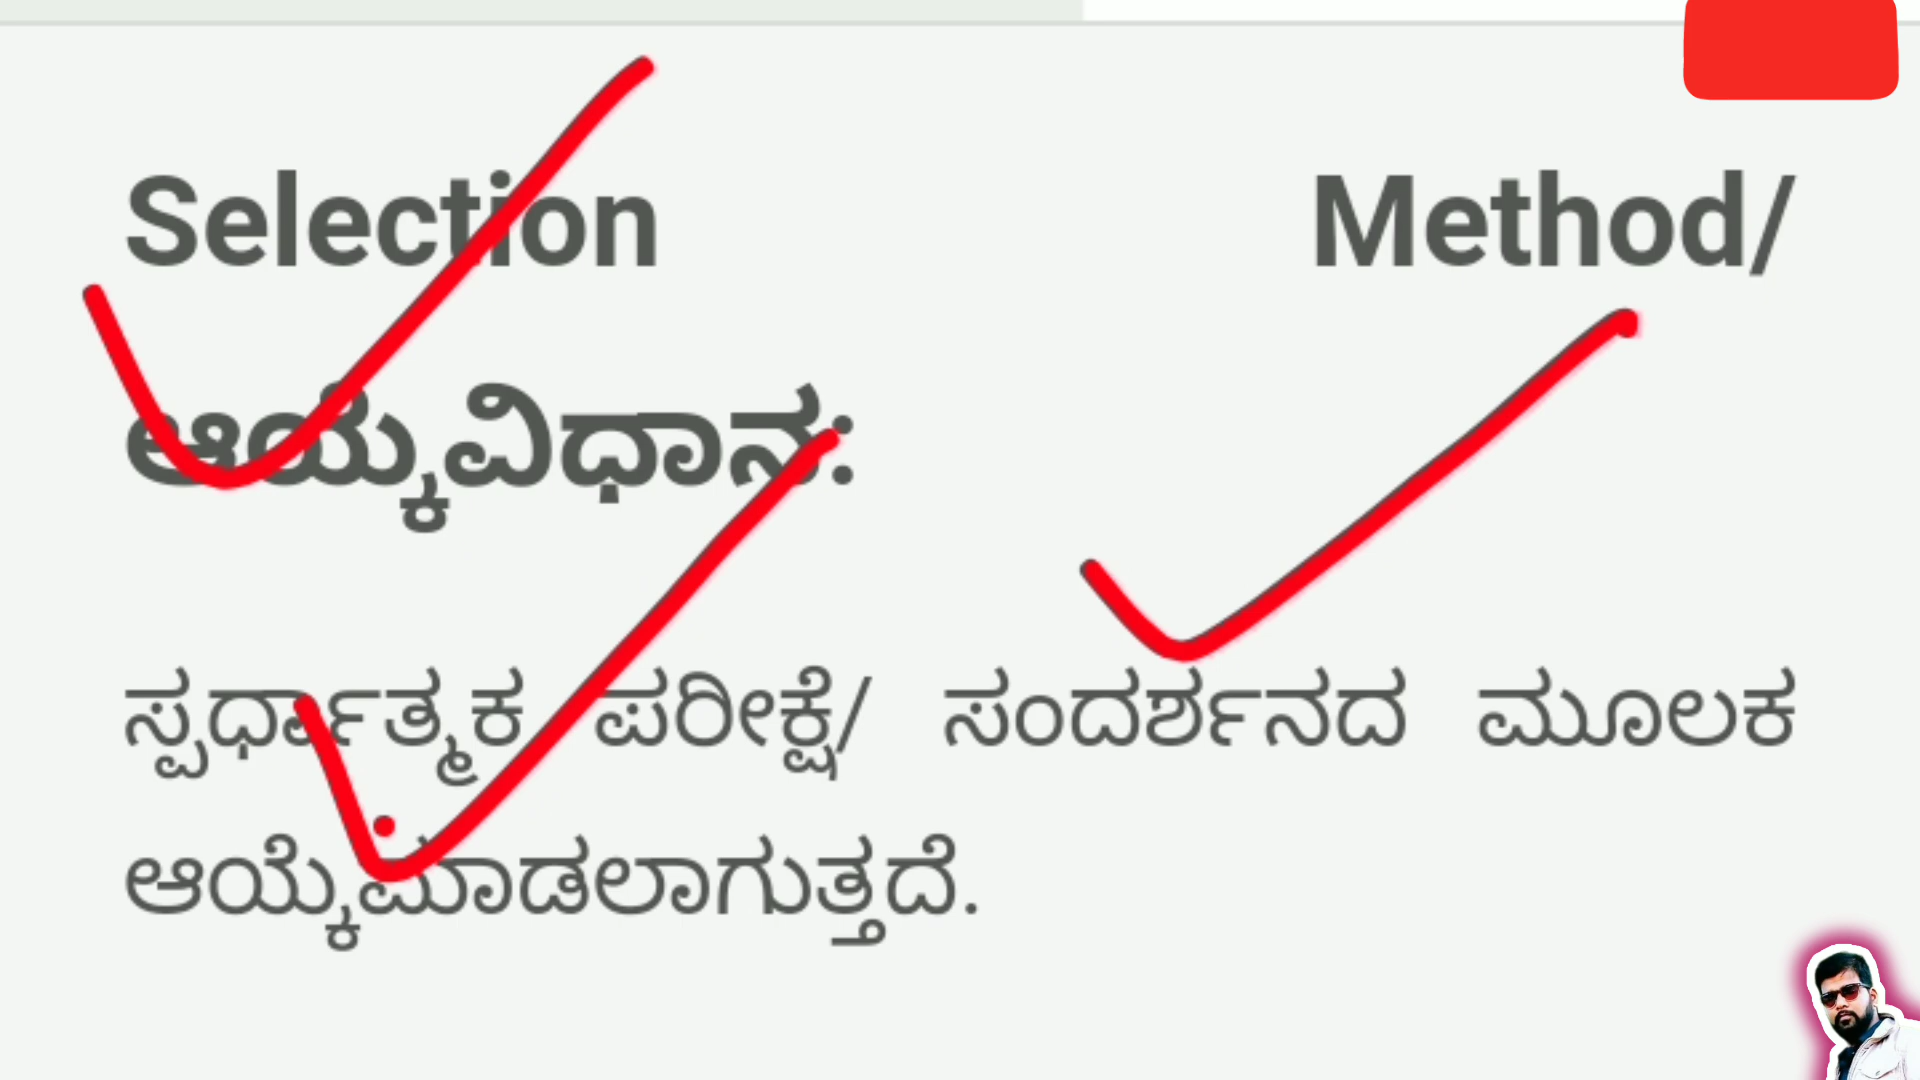 Selection Method/
ಆಯ್ಕೆವಿಧಾನ:
ಸ್ಪರ್ಧಾತ್ಮಕ ಪರೀಕ್ಷೆ/ ಸಂದರ್ಶನದ ಮೂಲಕ
ಆಯ್ಕೆಮಾಡಲಾಗುತ್ತದೆ.